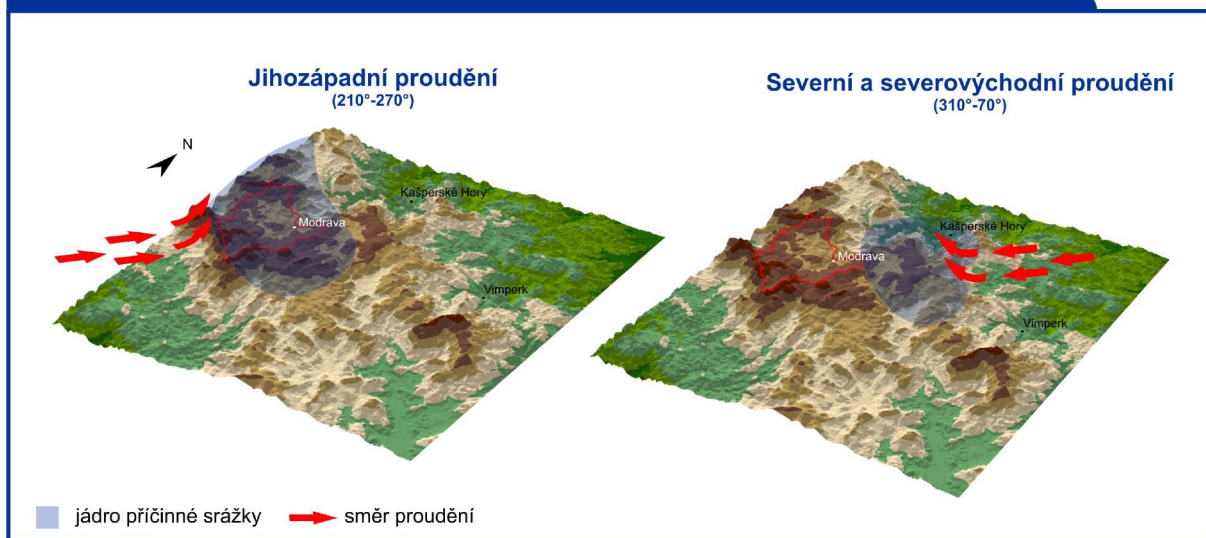 Jihozápadní proudění
(210°-270°)
N
Kašperské Hory
Modrava
Vimperk
Severní a severovýchodní proudění
(310°-70°)
Kašperské Hory
Modrava
Vimperk
jádro příčinné srážky
směr proudění